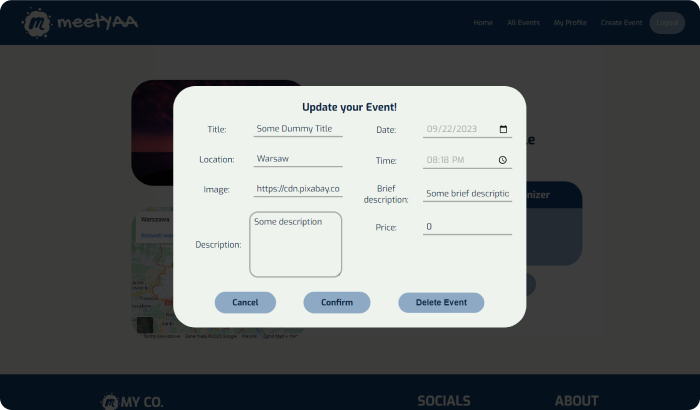 meetyAA
Home All Events My Profile Create Event Logout
Update your Event!
Title: Some Dummy Title
Date: 09/22/2023
Location: Warsaw
Time: 08:18 PM
Image: https://cdn.pixabay.co
Brief
description: Some brief descriptic
Description: Some description
Price: 0
Cancel Confirm Delete Event
Warszawa
m MY CO.
SOCIALS
ABOUT